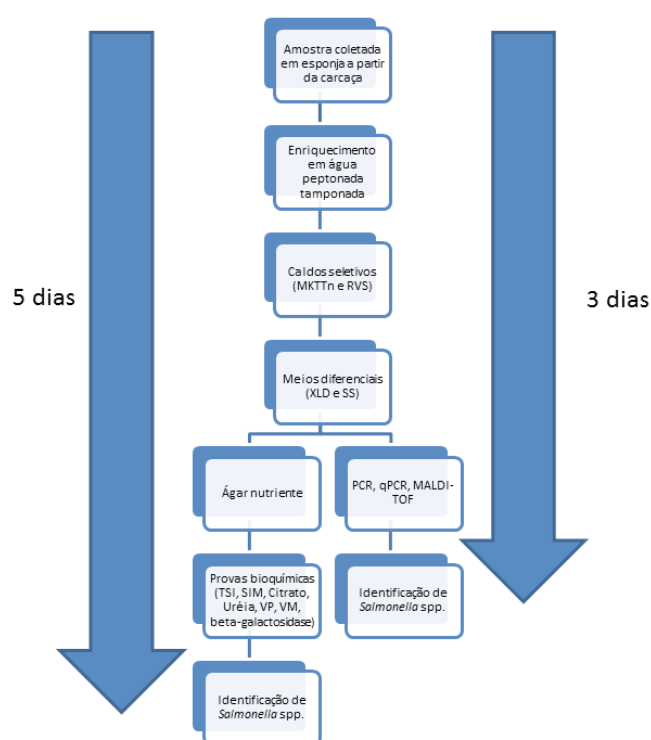 Amostra coletada
em esponja a partir
da carcaça
Enriquecimento
em água
peptonada
tamponada
Caldos seletivos
(MKTTn e RVS)
5 dias
3 dias
Meios diferenciais
(XLD e SS)
Ágar nutriente
PCR, qPCR, MALDI-
TOF
Provas bioquímicas
(TSI, SIM, Citrato,
Uréia, VP, VM,
beta-galactosidase)
Identificação de
Salmonella spp.
Identificação de
Salmonella spp.